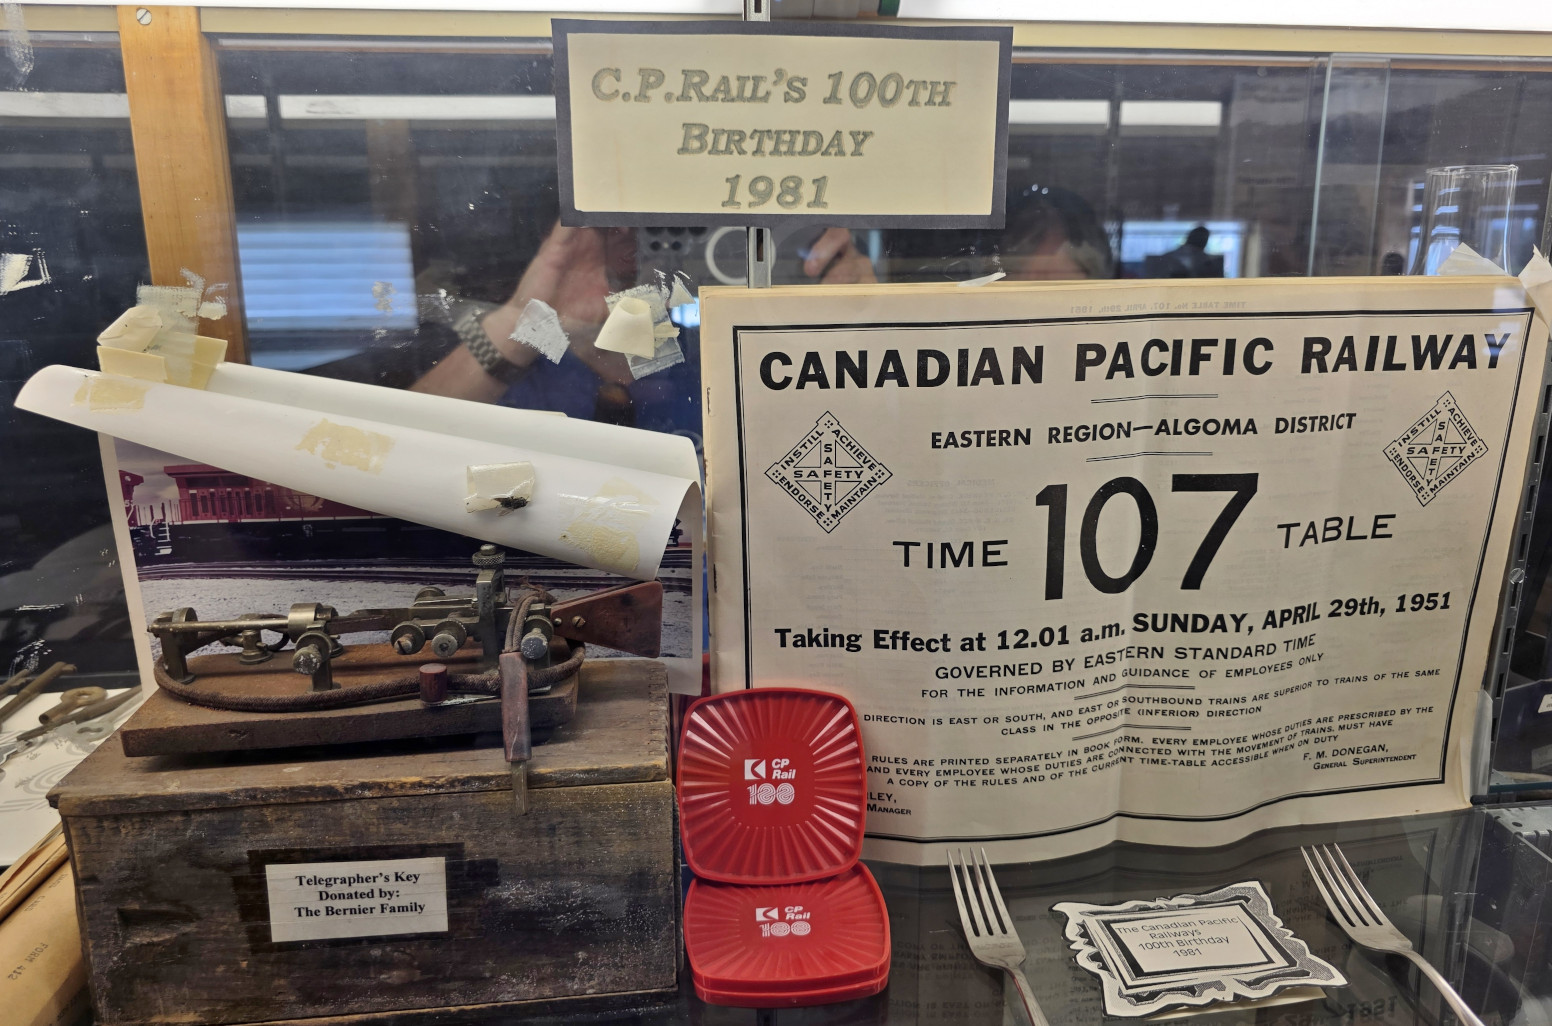 C.P.RAIL'S 100TH
BIRTHDAY
1981
CANADIAN PACIFIC RAILWAY
EASTERN REGION—ALGOMA DISTRICT
INSTILL ACHIEVE
SAFETY
SAFETY
ENDORSE MAINTAIN
INSTILL ACHIEVE
SAFETY
SAFETY
ENDORSE MAINTAIN
TIME 107 TABLE
Taking Effect at 12.01 a.m. SUNDAY, APRIL 29th, 1951
GOVERNED BY EASTERN STANDARD TIME
FOR THE INFORMATION AND GUIDANCE OF EMPLOYEES ONLY
DIRECTION IS EAST OR SOUTH, AND EAST OR SOUTHBOUND TRAINS ARE SUPERIOR TO TRAINS OF THE SAME
CLASS IN THE OPPOSITE (INFERIOR) DIRECTION
RULES ARE PRINTED SEPARATELY IN BOOK FORM. EVERY EMPLOYEE WHOSE DUTIES ARE PRESCRIBED BY THE
AND EVERY EMPLOYEE WHOSE DUTIES ARE CONNECTED WITH THE MOVEMENT OF TRAINS, MUST HAVE
A COPY OF THE RULES AND OF THE CURRENT TIME-TABLE ACCESSIBLE WHEN ON DUTY
F. M. DONEGAN,
GENERAL SUPERINTENDENT
LEY,
MANAGER
CP
Rail
100
CP
Rail
100
Telegrapher's Key
Donated by:
The Bernier Family
The Canadian Pacific
Railways
100th Birthday
1981
FORM 412